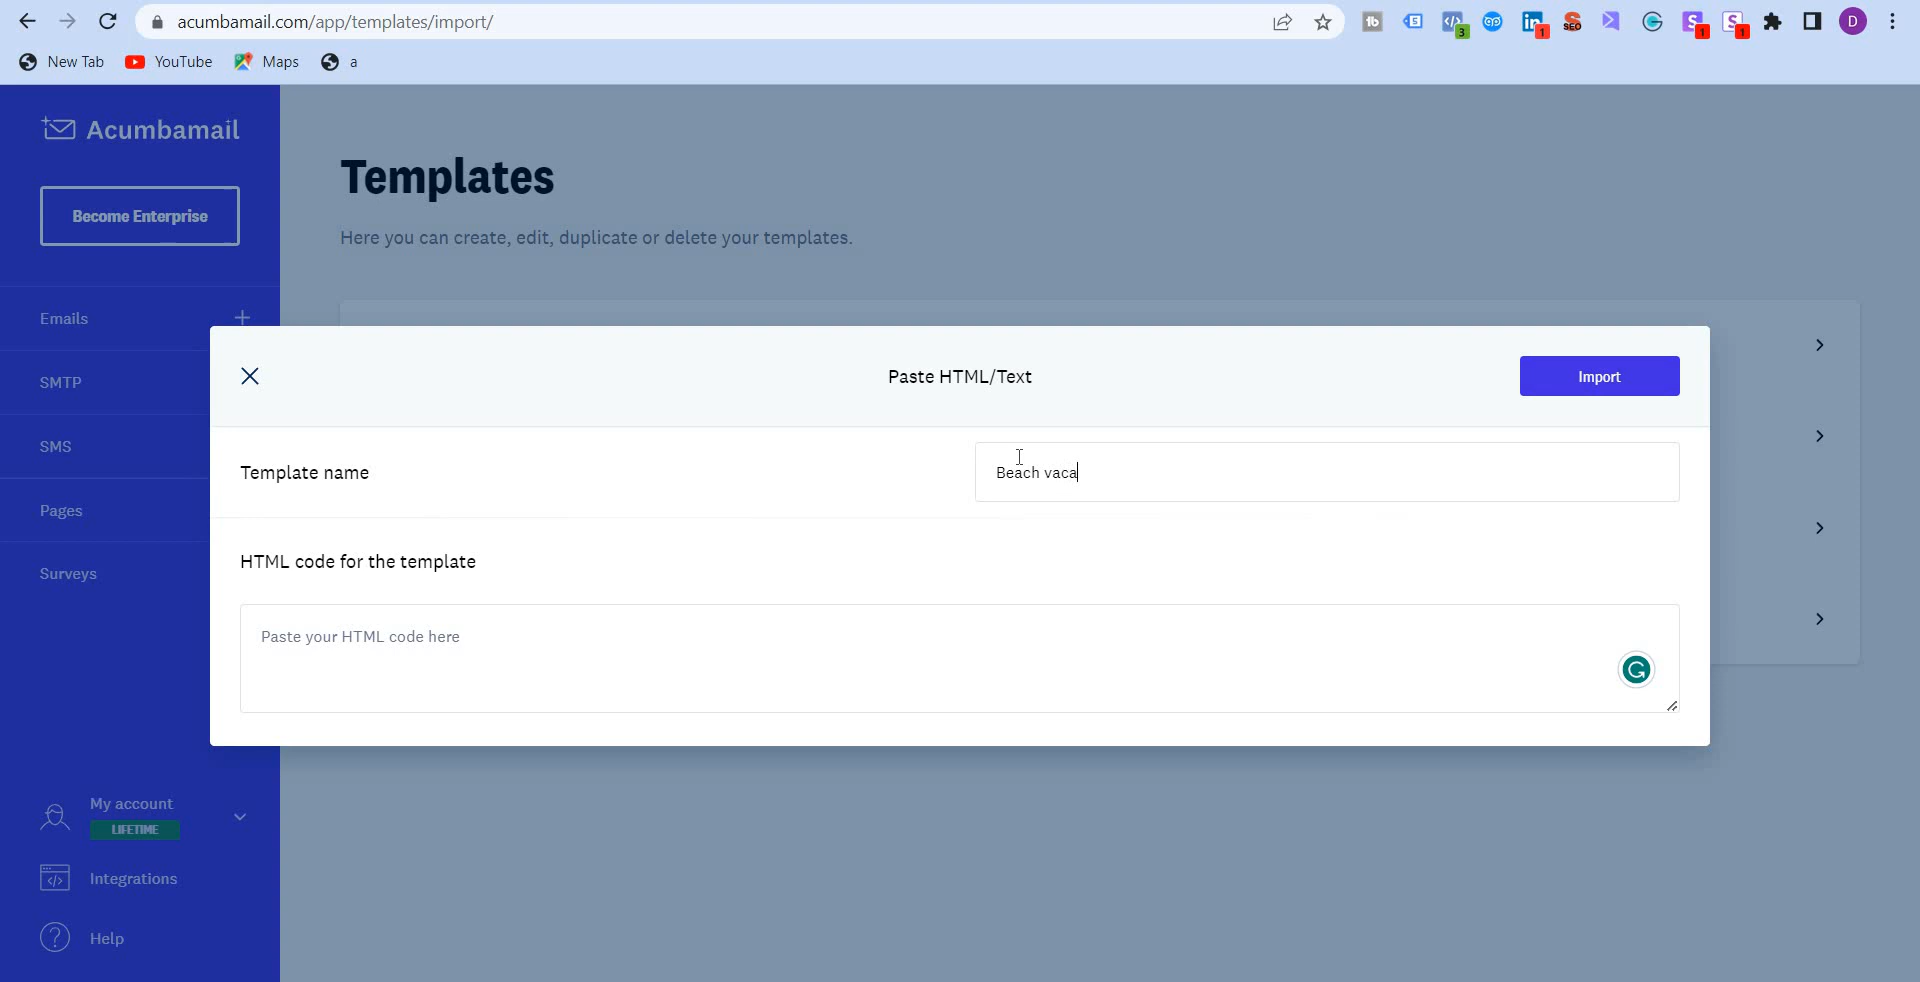 acumbamail.com/app/templates/import/
New Tab
YouTube
Maps
a
Acumbamail
Become Enterprise
Emails
SMTP
SMS
Pages
Surveys
My account
LIFETIME
Integrations
Help
Templates
Here you can create, edit, duplicate or delete your templates.
Paste HTML/Text
Import
Template name
Beach vaca
HTML code for the template
Paste your HTML code here